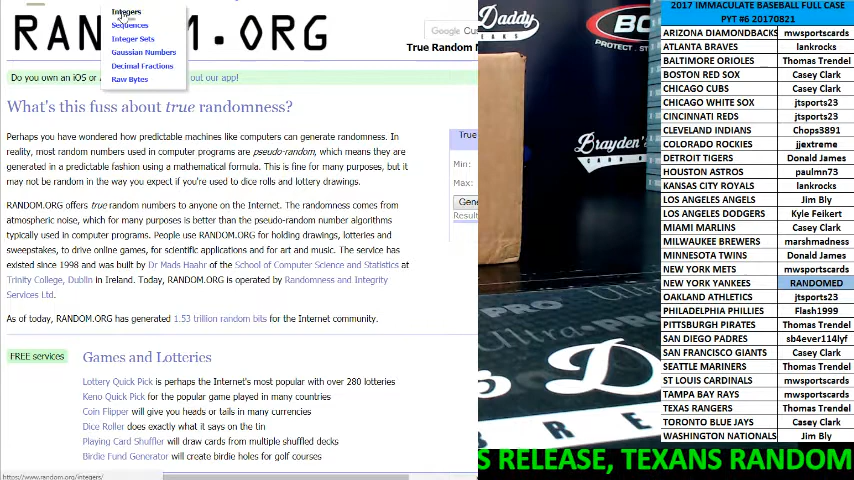 Integers
Sequences
Integer Sets
Gaussian Numbers
Decimal Fractions
Raw Bytes
RAN
.ORG
True Random N
Do you own an iOS or
out our app!
What's this fuss about true randomness?
Perhaps you have wondered how predictable machines like computers can generate randomness. In
reality, most random numbers used in computer programs are pseudo-random, which means they are
generated in a predictable fashion using a mathematical formula. This is fine for many purposes, but it
may not be random in the way you expect if you're used to dice rolls and lottery drawings.
RANDOM.ORG offers true random numbers to anyone on the Internet. The randomness comes from
atmospheric noise, which for many purposes is better than the pseudo-random number algorithms
typically used in computer programs. People use RANDOM.ORG for holding drawings, lotteries and
sweepstakes, to drive online games, for scientific applications and for art and music. The service has
existed since 1998 and was built by Dr Mads Haahr of the School of Computer Science and Statistics at
Trinity College, Dublin in Ireland. Today, RANDOM.ORG is operated by Randomness and Integrity
Services Ltd.
As of today, RANDOM.ORG has generated 1.53 trillion random bits for the Internet community.
FREE services
Games and Lotteries
Lottery Quick Pick is perhaps the Internet's most popular with over 280 lotteries
Keno Quick Pick for the popular game played in many countries
Coin Flipper will give you heads or tails in many currencies
Dice Roller does exactly what it says on the tin
Playing Card Shuffler will draw cards from multiple shuffled decks
Birdie Fund Generator will create birdie holes for golf courses
https://www.random.org/integers/
True
Min:
Max:
Gene
Result
Daddy
BC
PROTECT. STO
Brayden's
PRO
Ultra PRO
B R E
2017 IMMACULATE BASEBALL FULL CASE
PYT #6 20170821
ARIZONA DIAMONDBACKS mwsportscards
ATLANTA BRAVES lankrocks
BALTIMORE ORIOLES Thomas Trendel
BOSTON RED SOX Casey Clark
CHICAGO CUBS Casey Clark
CHICAGO WHITE SOX jtsports23
CINCINNATI REDS jtsports23
CLEVELAND INDIANS Chops3891
COLORADO ROCKIES jjextreme
DETROIT TIGERS Donald James
HOUSTON ASTROS paulmn73
KANSAS CITY ROYALS lankrocks
LOS ANGELES ANGELS Jim Bly
LOS ANGELES DODGERS Kyle Feikert
MIAMI MARLINS Casey Clark
MILWAUKEE BREWERS marshmadness
MINNESOTA TWINS Donald James
NEW YORK METS mwsportscards
NEW YORK YANKEES RANDOMED
OAKLAND ATHLETICS jtsports23
PHILADELPHIA PHILLIES Flash1999
PITTSBURGH PIRATES Thomas Trendel
SAN DIEGO PADRES sb4ever114lyf
SAN FRANCISCO GIANTS Casey Clark
SEATTLE MARINERS Thomas Trendel
ST LOUIS CARDINALS mwsportscards
TAMPA BAY RAYS mwsportscards
TEXAS RANGERS Thomas Trendel
TORONTO BLUE JAYS Casey Clark
WASHINGTON NATIONALS Jim Bly
S RELEASE, TEXANS RANDOM